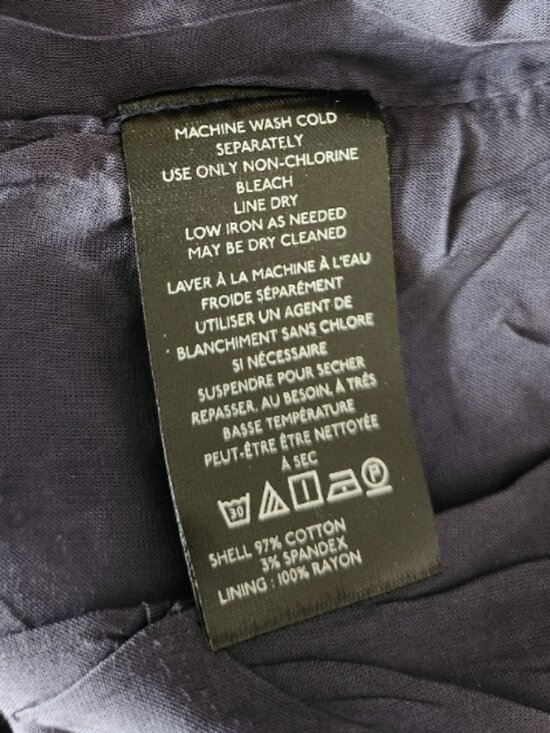 MACHINE WASH COLD
SEPARATELY
USE ONLY NON-CHLORINE
BLEACH
LINE DRY
LOW IRON AS NEEDED
MAY BE DRY CLEANED
LAVER À LA MACHINE À L'EAU
FROIDE SÉPARÉMENT
UTILISER UN AGENT DE
BLANCHIMENT SANS CHLORE
SI NÉCESSAIRE
SUSPENDRE POUR SECHER
REPASSER, AU BESOIN, À TRÉS
BASSE TEMPÉRATURE
PEUT-ÊTRE ÊTRE NETTOYÉE
À SEC
30 P
SHELL 97% COTTON
3% SPANDEX
LINING : 100% RAYON